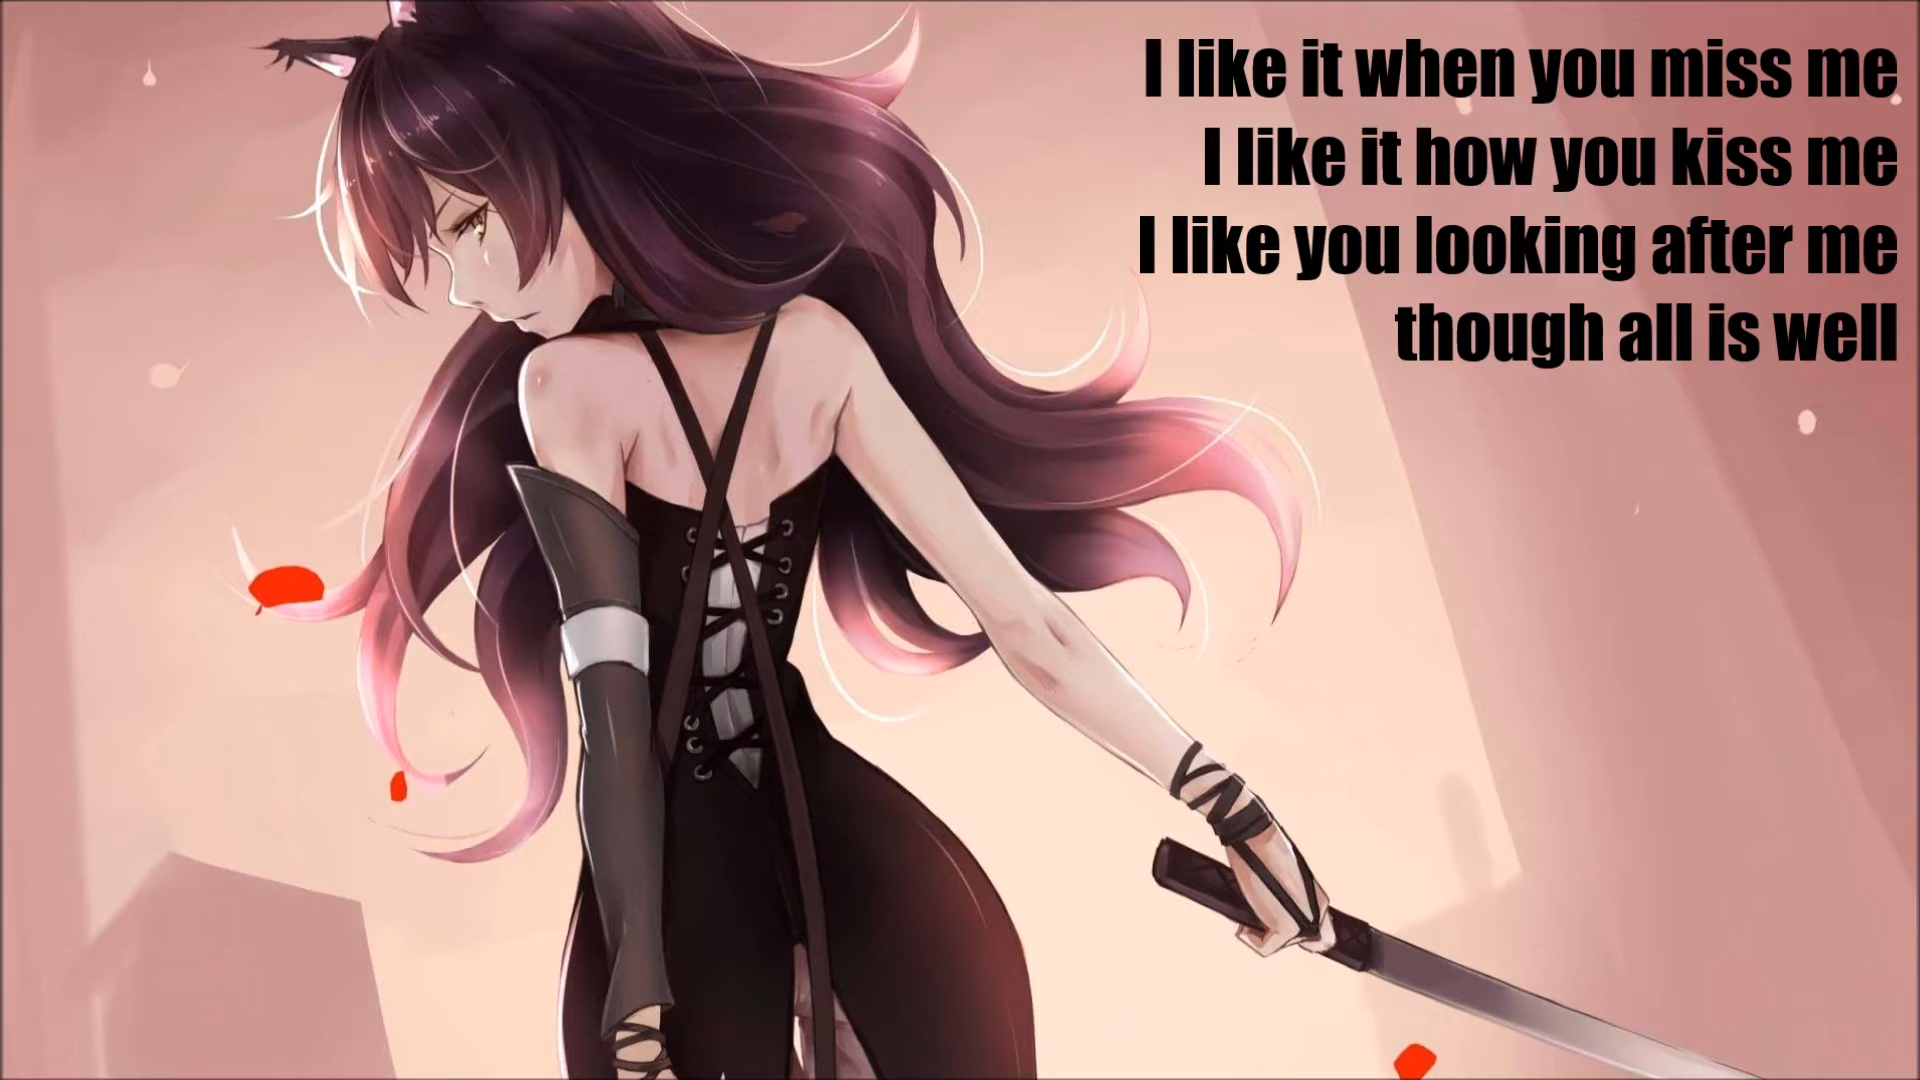 I like it when you miss me
I like it how you kiss me
I like you looking after me
though all is well